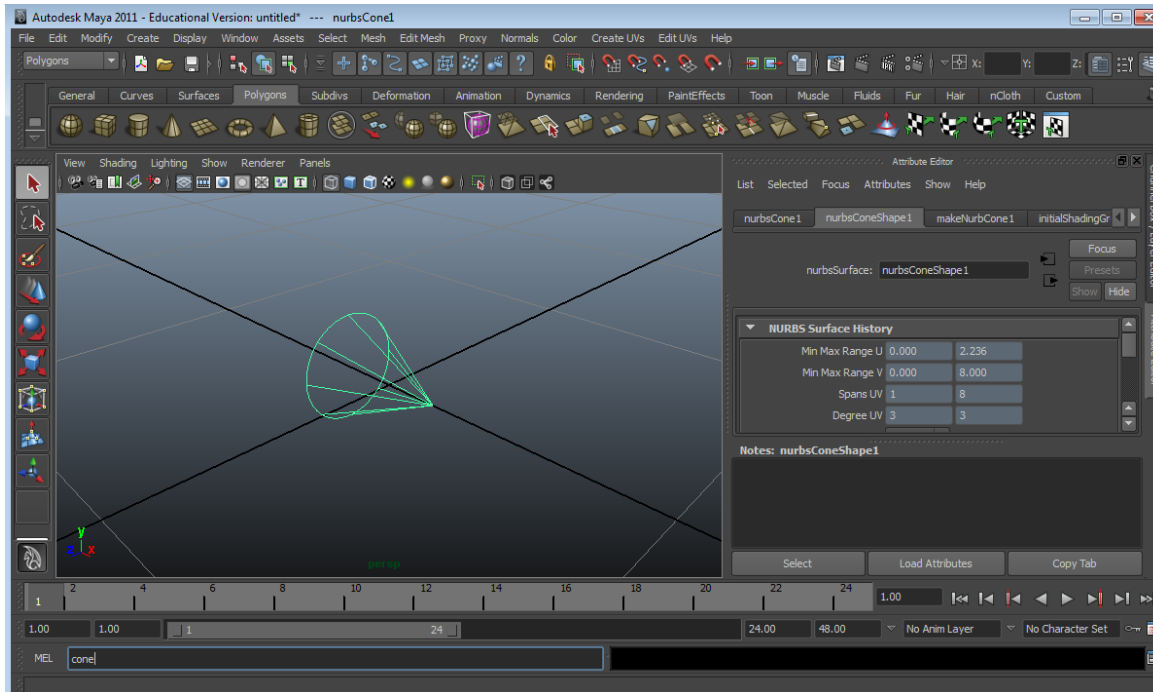 Autodesk Maya 2011 - Educational Version: untitled* --- nurbsCone1
File Edit Modify Create Display Window Assets Select Mesh Edit Mesh Proxy Normals Color Create UVs Edit UVs Help
Polygons X: Y: Z:
General Curves Surfaces Polygons Subdivs Deformation Animation Dynamics Rendering PaintEffects Toon Muscle Fluids Fur Hair nCloth Custom
View Shading Lighting Show Renderer Panels
Attribute Editor
List Selected Focus Attributes Show Help
nurbsCone1 nurbsConeShape1 makeNurbCone1 initialShadingGr
Focus
nurbsSurface: nurbsConeShape1
Presets
Show Hide
NURBS Surface History
Min Max Range U 0.000 2.236
Min Max Range V 0.000 8.000
Spans UV 1 8
Degree UV 3 3
Notes: nurbsConeShape1
y
z x
persp
Select Load Attributes Copy Tab
1 2 4 6 8 10 12 14 16 18 20 22 24 1.00
1.00 1.00 1 24 24.00 48.00 No Anim Layer No Character Set
MEL cone